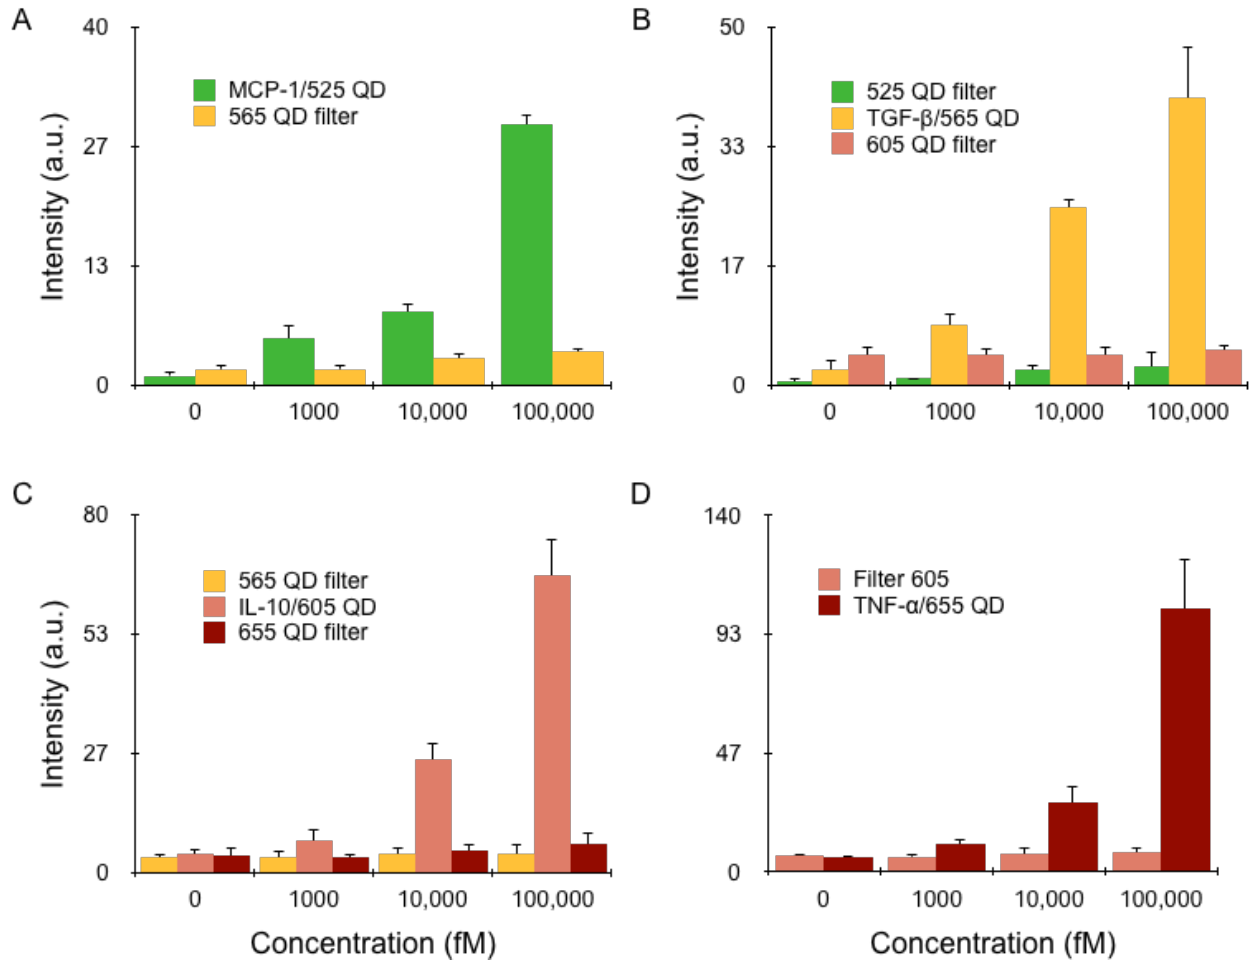 A
40
27
13
0
Intensity (a.u.)
MCP-1/525 QD
565 QD filter
0 1000 10,000 100,000
B
50
33
17
0
Intensity (a.u.)
525 QD filter
TGF-β/565 QD
605 QD filter
0 1000 10,000 100,000
C
80
53
27
0
Intensity (a.u.)
565 QD filter
IL-10/605 QD
655 QD filter
0 1000 10,000 100,000
Concentration (fM)
D
140
93
47
0
Filter 605
TNF-α/655 QD
0 1000 10,000 100,000
Concentration (fM)